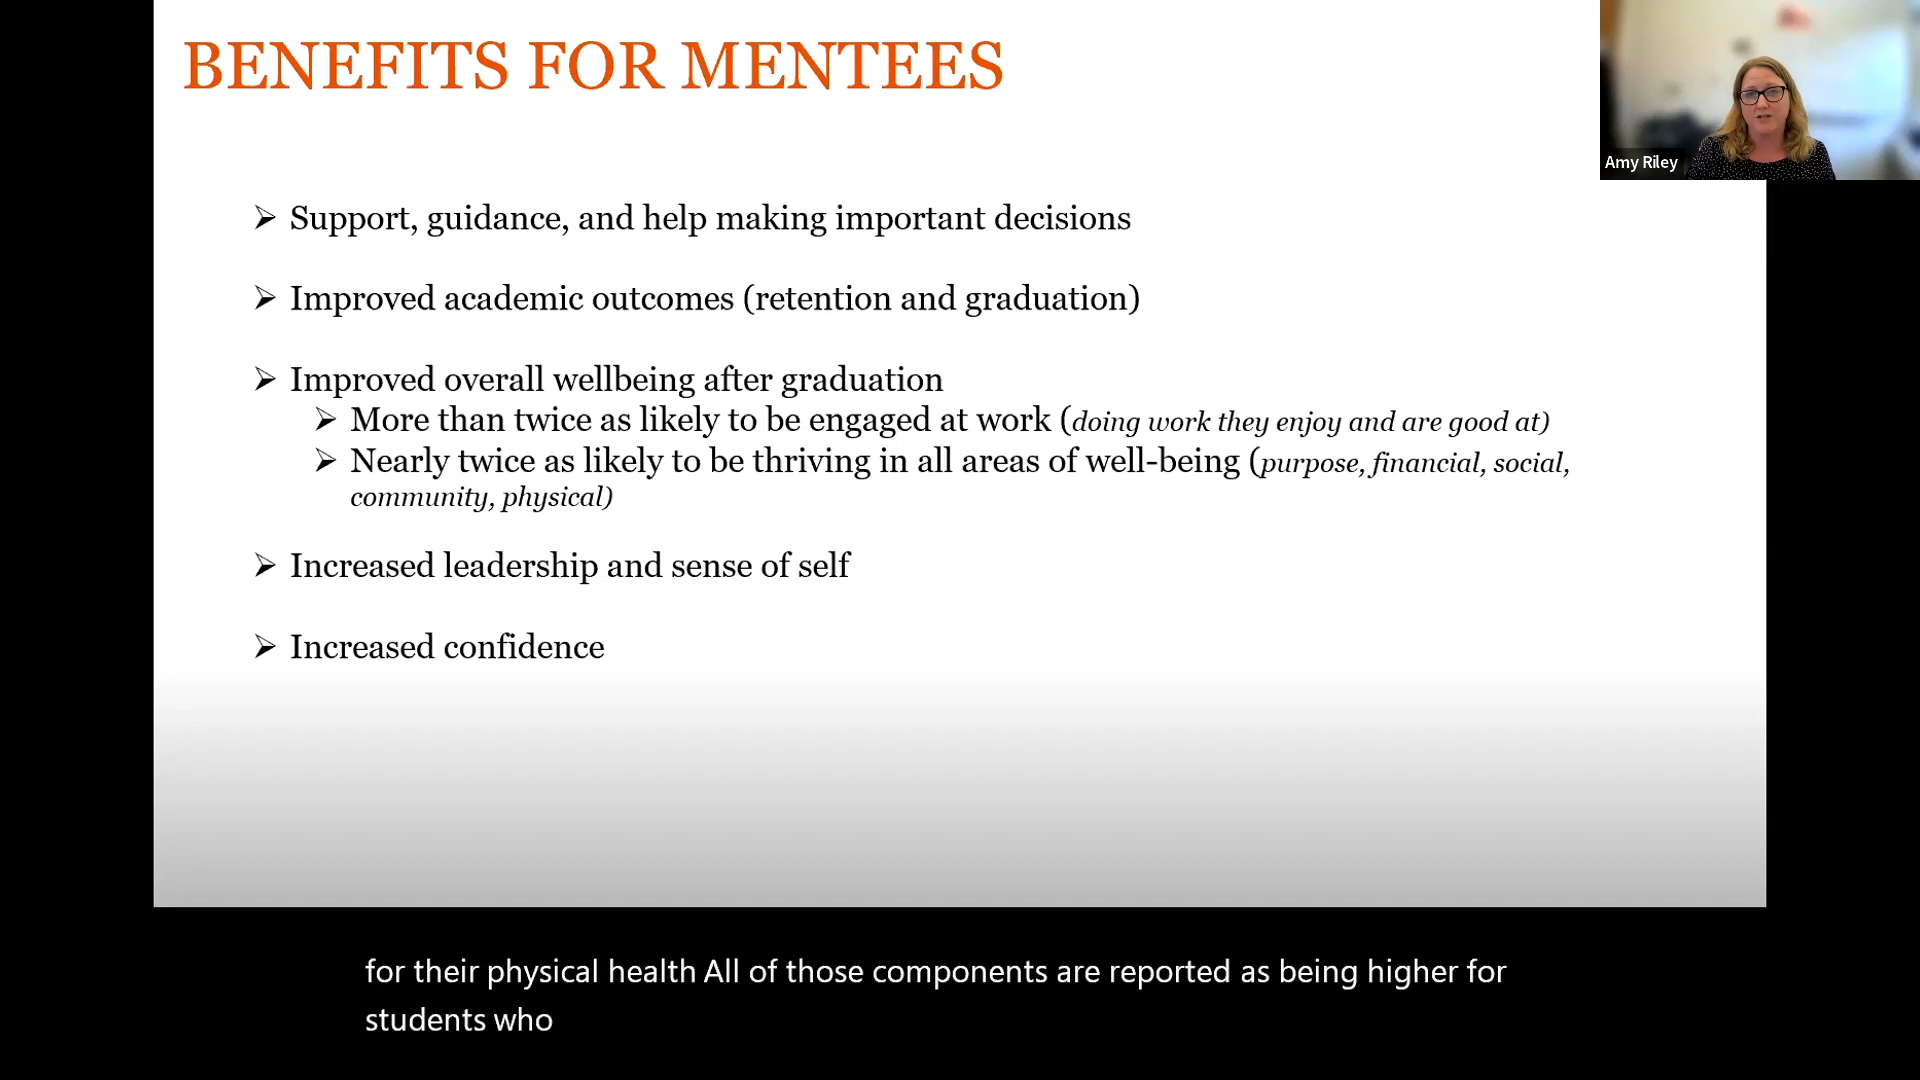 BENEFITS FOR MENTEES
Amy Riley
➢ Support, guidance, and help making important decisions
➢ Improved academic outcomes (retention and graduation)
➢ Improved overall wellbeing after graduation
➢ More than twice as likely to be engaged at work (doing work they enjoy and are good at)
➢ Nearly twice as likely to be thriving in all areas of well-being (purpose, financial, social,
community, physical)
➢ Increased leadership and sense of self
➢ Increased confidence
for their physical health All of those components are reported as being higher for
students who